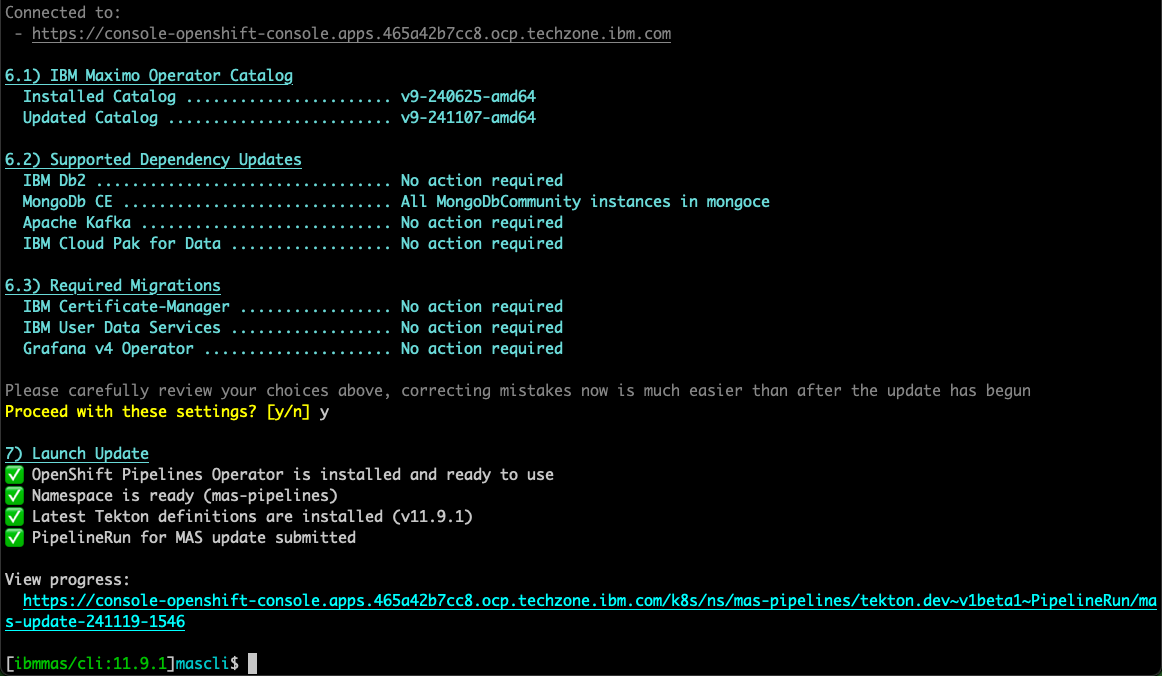 Connected to:
- https://console-openshift-console.apps.465a42b7cc8.ocp.techzone.ibm.com
6.1) IBM Maximo Operator Catalog
Installed Catalog ....................... v9-240625-amd64
Updated Catalog ......................... v9-241107-amd64
6.2) Supported Dependency Updates
IBM Db2 ................................. No action required
MongoDb CE .............................. All MongoDbCommunity instances in mongoce
Apache Kafka ............................ No action required
IBM Cloud Pak for Data .................. No action required
6.3) Required Migrations
IBM Certificate-Manager ................. No action required
IBM User Data Services .................. No action required
Grafana v4 Operator ..................... No action required
Please carefully review your choices above, correcting mistakes now is much easier than after the update has begun
Proceed with these settings? [y/n] y
7) Launch Update
✅ OpenShift Pipelines Operator is installed and ready to use
✅ Namespace is ready (mas-pipelines)
✅ Latest Tekton definitions are installed (v11.9.1)
✅ PipelineRun for MAS update submitted
View progress:
https://console-openshift-console.apps.465a42b7cc8.ocp.techzone.ibm.com/k8s/ns/mas-pipelines/tekton.dev~v1beta1~PipelineRun/ma
s-update-241119-1546
[ibmmas/cli:11.9.1]mascli$